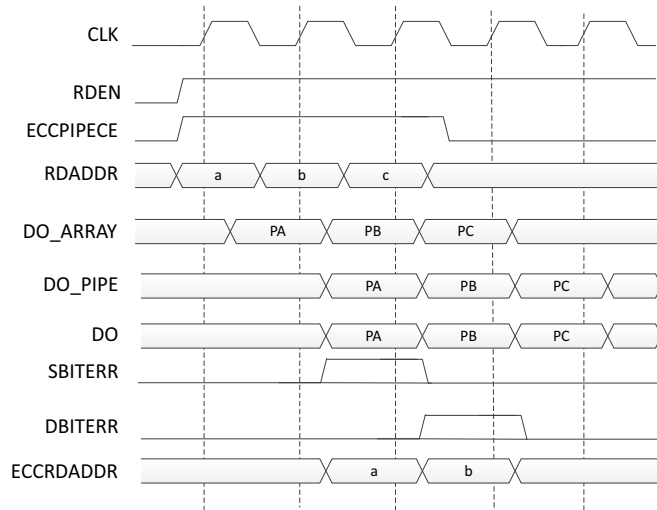 CLK
RDEN
ECCPIPECE
RDADDR a b c
DO_ARRAY PA PB PC
DO_PIPE PA PB PC
DO PA PB PC
SBITERR
DBITERR
ECCRDADDR a b